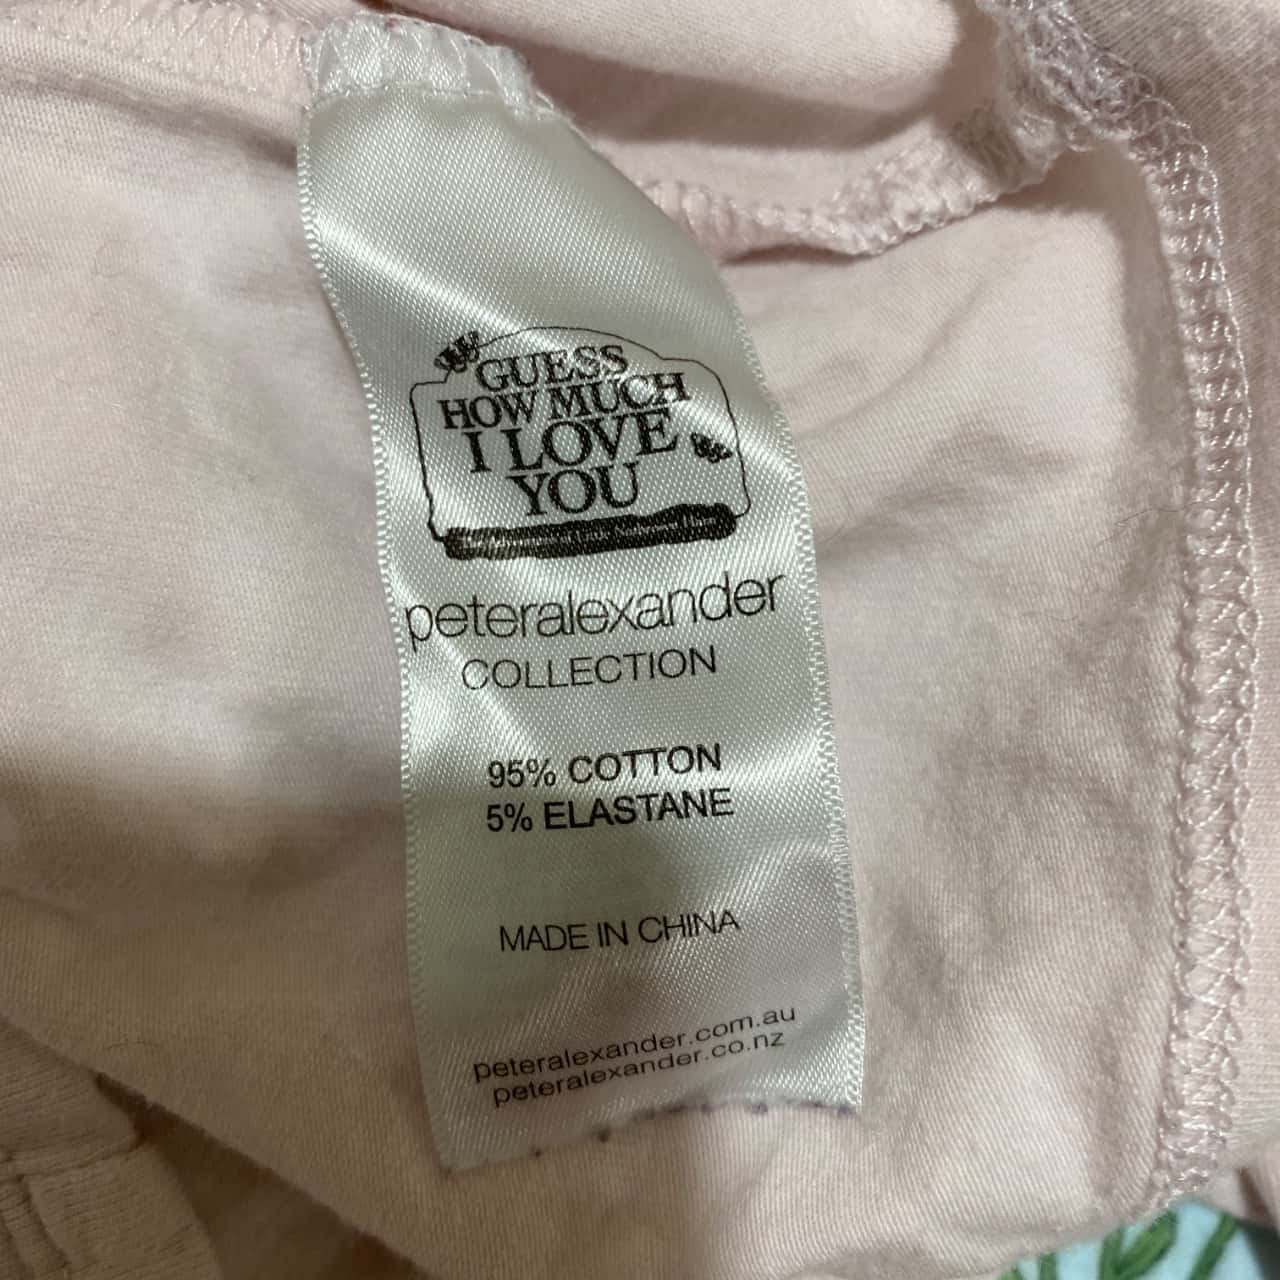 GUESS
HOW MUCH
I LOVE
YOU
peteralexander
COLLECTION
95% COTTON
5% ELASTANE
MADE IN CHINA
peteralexander.com.au
peteralexander.co.nz